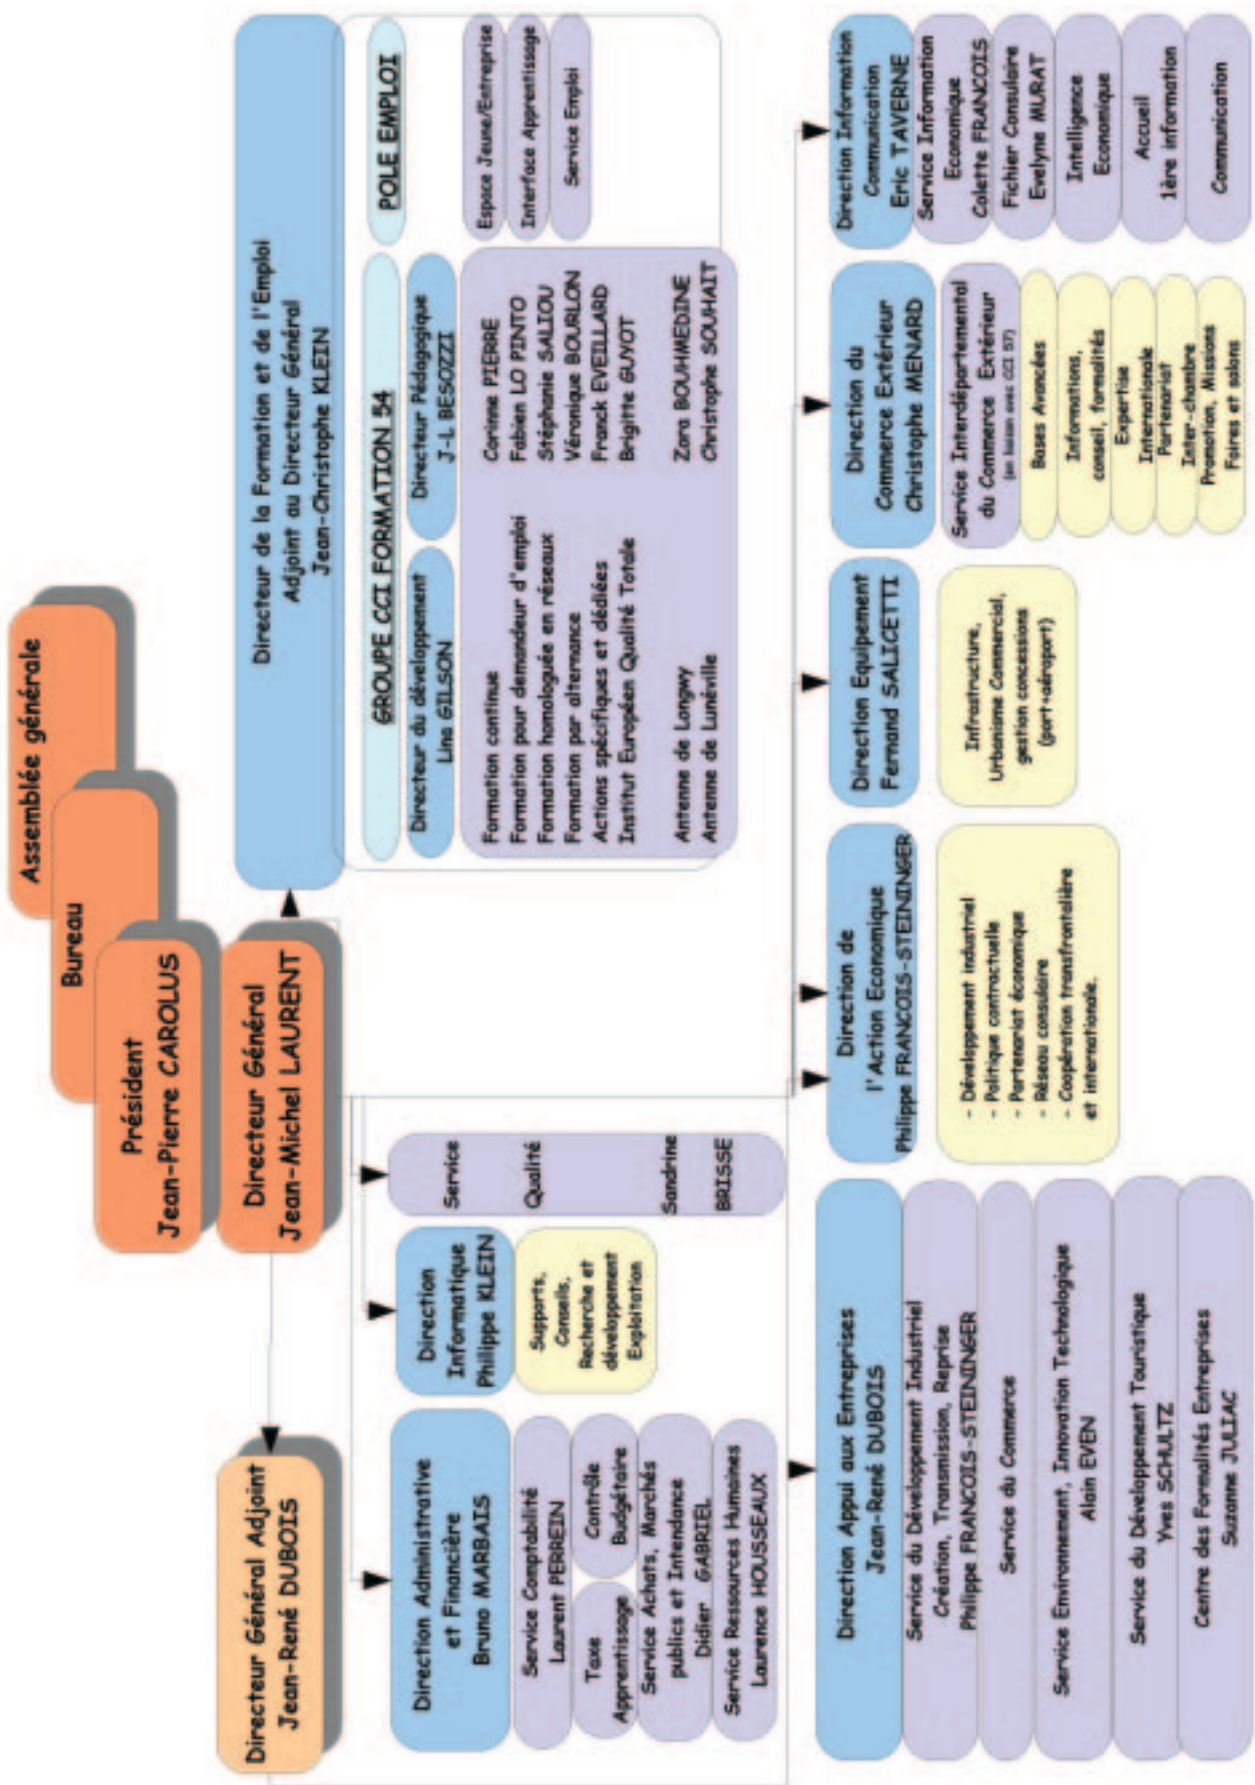 Assemblée générale
Bureau
Président
Jean-Pierre CAROLUS
Directeur Général
Jean-Michel LAURENT
Directeur Général Adjoint
Jean-René DUBOIS
Directeur de la Formation et de l'Emploi
Adjoint au Directeur Général
Jean-Christophe KLEIN
GROUPE CCI FORMATION 54
Directeur du développement
Lina GILSON
Directeur Pédagogique
J-L BESOZZI
Formation continue Corinne PIERRE
Formation pour demandeur d'emploi Fabien LO PINTO
Formation homologuée en réseaux Stéphanie SALIOU
Formation par alternance Véronique BOURLON
Actions spécifiques et dédiées Franck EVEILLARD
Institut Européen Qualité Totale Brigitte GUYOT
Antenne de Longwy Zora BOUHMEDINE
Antenne de Lunéville Christophe SOUHAIT
POLE EMPLOI
Espace Jeune/Entreprise
Interface Apprentissage
Service Emploi
Direction Administrative
et Financière
Bruno MARBAIS
Service Comptabilité
Laurent PERREIN
Taxe
Apprentissage
Contrôle
Budgétaire
Service Achats, Marchés
publics et Intendance
Didier GABRIEL
Service Ressources Humaines
Laurence HOUSSEAUX
Direction
Informatique
Philippe KLEIN
Supports,
Conseils,
Recherche et
développement
Exploitation
Service
Qualité
Sandrine
BRISSE
Direction Appui aux Entreprises
Jean-René DUBOIS
Service du Développement Industriel
Création, Transmission, Reprise
Philippe FRANCOIS-STEININGER
Service du Commerce
Service Environnement, Innovation Technologique
Alain EVEN
Service du Développement Touristique
Yves SCHULTZ
Centre des Formalités Entreprises
Suzanne JULIAC
Direction de
l'Action Economique
Philippe FRANCOIS-STEININGER
- Développement industriel
- Politique contractuelle
- Partenariat économique
- Réseau consulaire
- Coopération transfrontalière
et internationale.
Direction Equipement
Fernand SALICETTI
Infrastructure,
Urbanisme Commercial,
gestion concessions
(port+aéroport)
Direction du
Commerce Extérieur
Christophe MENARD
Service Interdépartemental
du Commerce Extérieur
(en liaison avec CCI 57)
Bases Avancées
Informations,
conseil, formalités
Expertise
Internationale
Partenariat
Inter-chambre
Promotion, Missions
Foires et salons
Direction Information
Communication
Eric TAVERNE
Service Information
Economique
Colette FRANCOIS
Fichier Consulaire
Evelyne MURAT
Intelligence
Economique
Accueil
1ère information
Communication